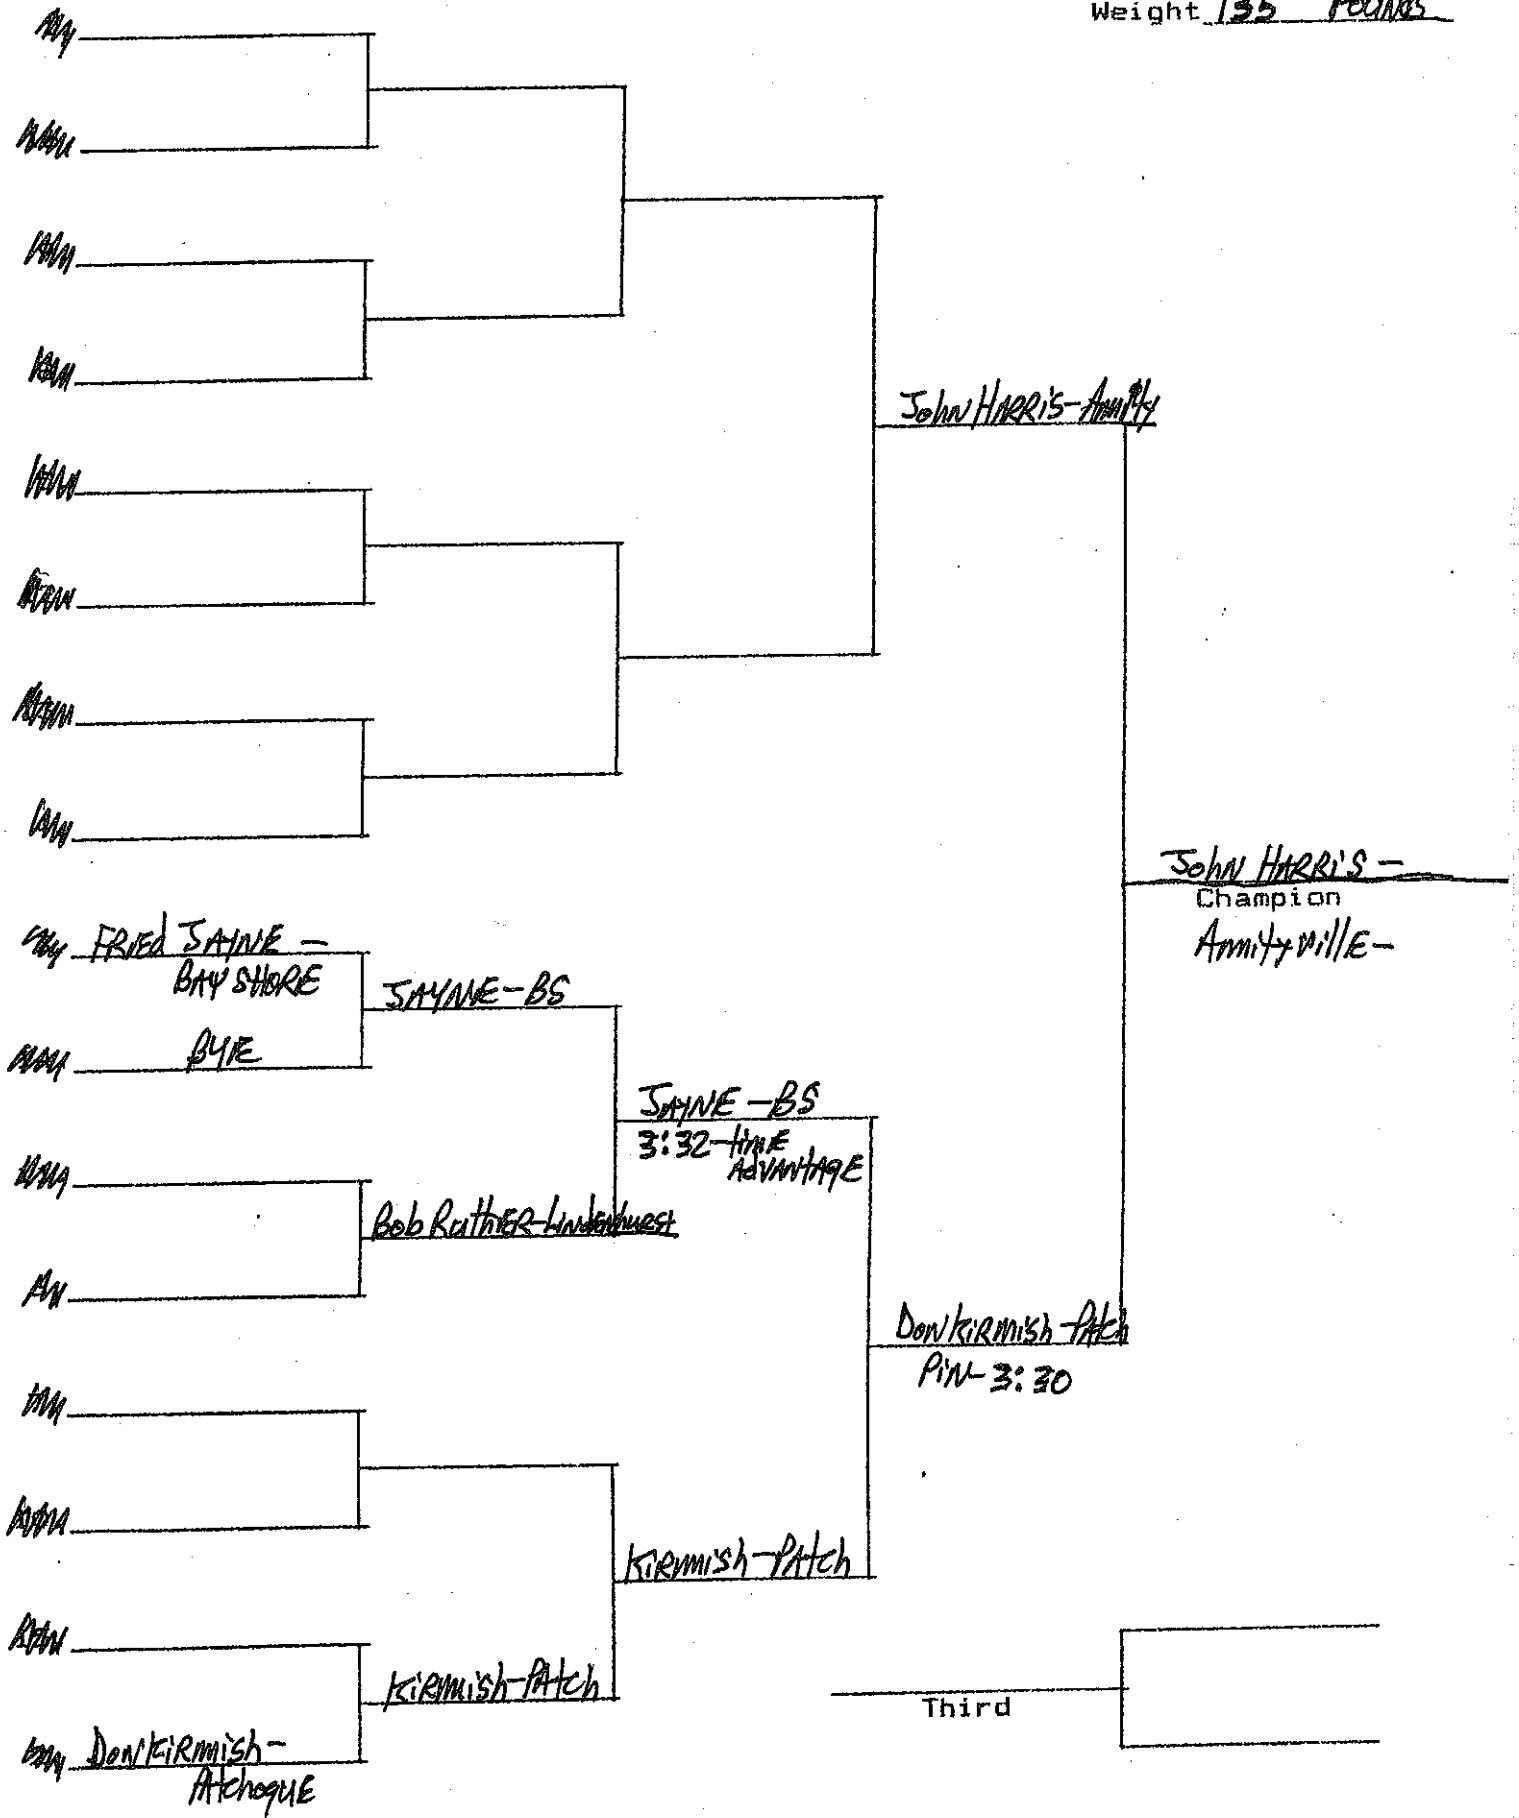 Weight 135 POUNDS
John HARRiS-Amity
John HARRiS -
Champion
AmityvillE -
FREd JAYNE -
BAY SHORE
JAYNE - BS
BYE
JAYNE - BS
3:32 - timE
AdVANtAgE
Bob RuthER-LiNdENhuRSt
DoN KiRmish - PAtch
PiN - 3:30
KiRmish - PAtch
KiRmish - PAtch
Third
DoN KiRmish -
PAtchogUE